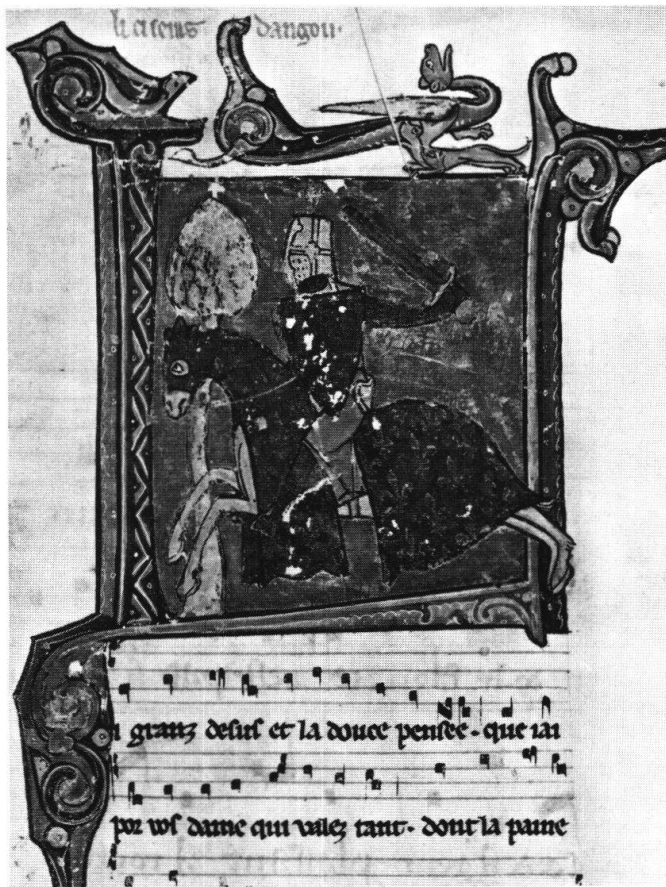 li cuens dangou·
i granz desirs et la douce pensee · que iai
por vos dame qui valez tant · dont la paine